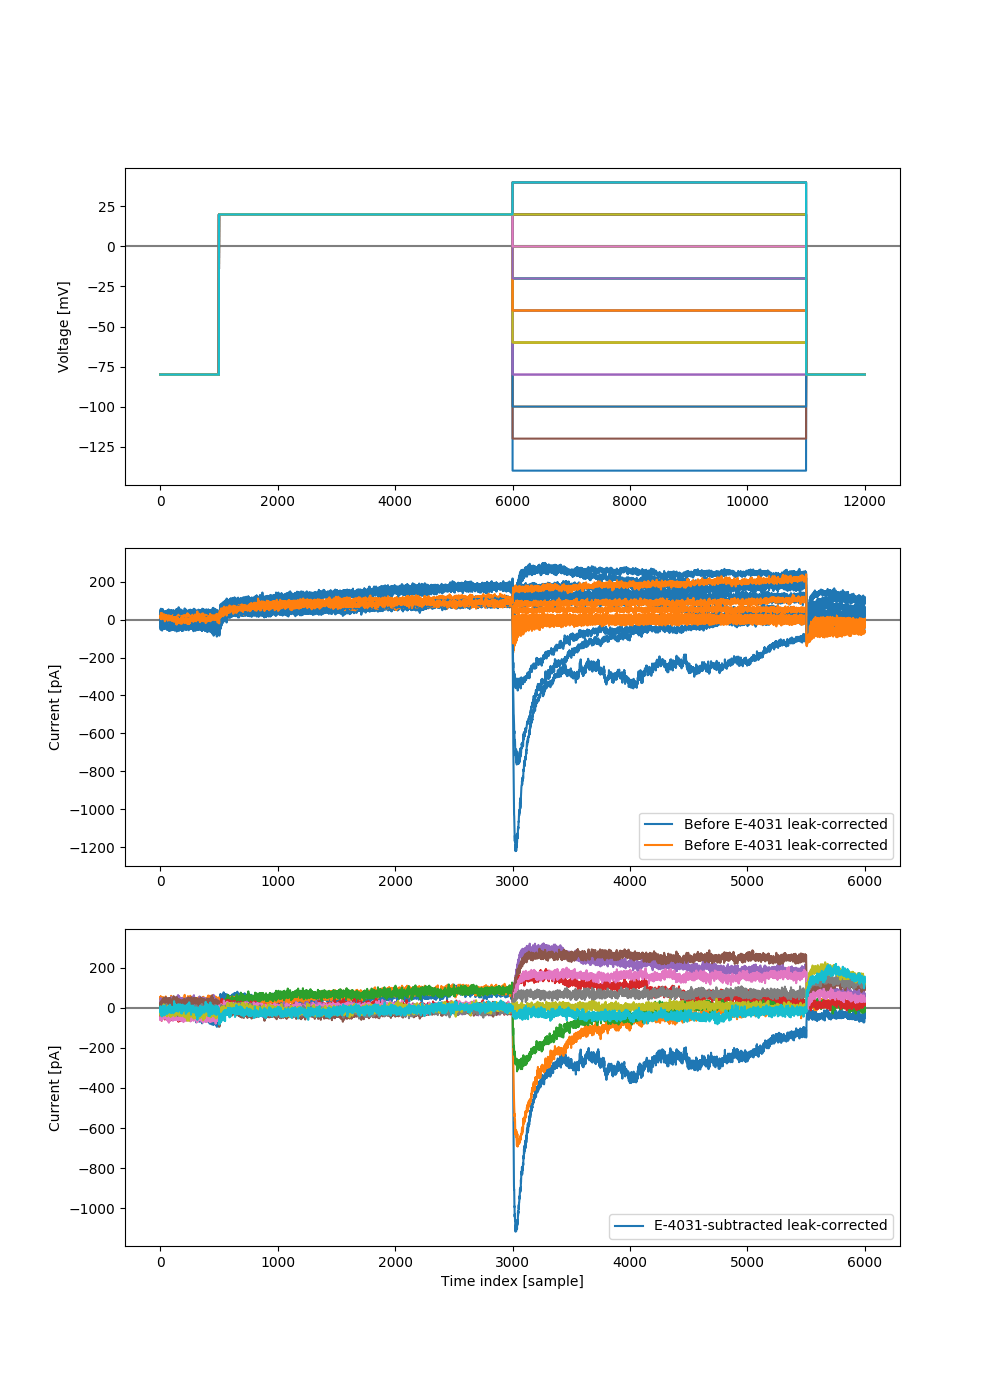 25
0
−25
−50
−75
−100
−125
Voltage [mV]
0 2000 4000 6000 8000 10000 12000
200
0
−200
−400
−600
−800
−1000
−1200
Current [pA]
Before E-4031 leak-corrected
Before E-4031 leak-corrected
0 1000 2000 3000 4000 5000 6000
200
0
−200
−400
−600
−800
−1000
Current [pA]
E-4031-subtracted leak-corrected
0 1000 2000 3000 4000 5000 6000
Time index [sample]